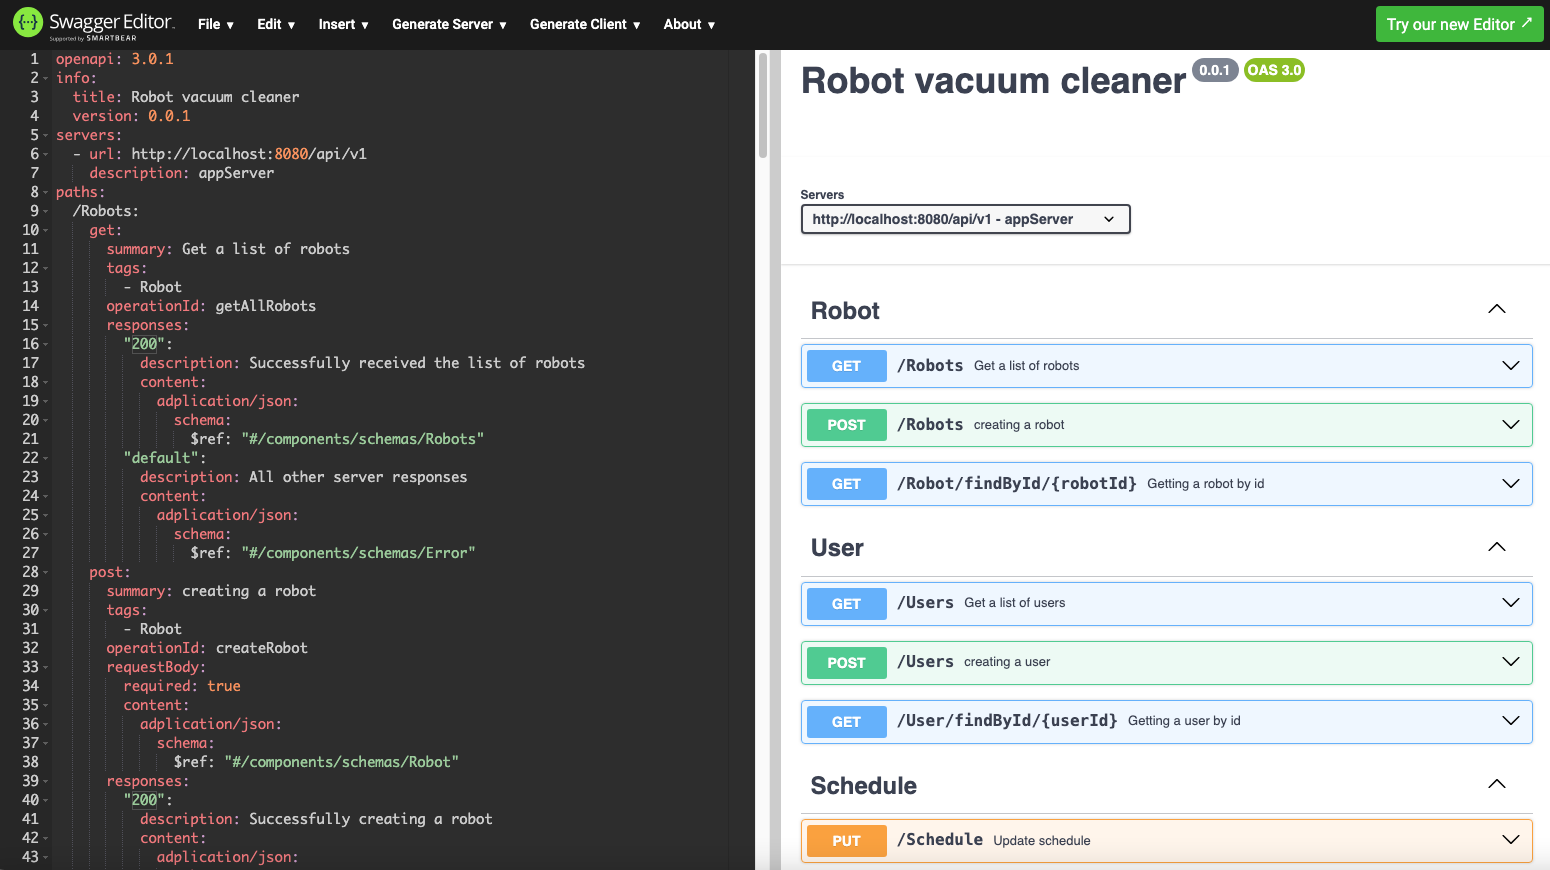 Swagger Editor.
Supported by SMARTBEAR
File ▾ Edit ▾ Insert ▾ Generate Server ▾ Generate Client ▾ About ▾
Try our new Editor ↗
1 openapi: 3.0.1
2 info:
3 title: Robot vacuum cleaner
4 version: 0.0.1
5 servers:
6 - url: http://localhost:8080/api/v1
7 description: appServer
8 paths:
9 /Robots:
10 get:
11 summary: Get a list of robots
12 tags:
13 - Robot
14 operationId: getAllRobots
15 responses:
16 "200":
17 description: Successfully received the list of robots
18 content:
19 adplication/json:
20 schema:
21 $ref: "#/components/schemas/Robots"
22 "default":
23 description: All other server responses
24 content:
25 adplication/json:
26 schema:
27 $ref: "#/components/schemas/Error"
28 post:
29 summary: creating a robot
30 tags:
31 - Robot
32 operationId: createRobot
33 requestBody:
34 required: true
35 content:
36 adplication/json:
37 schema:
38 $ref: "#/components/schemas/Robot"
39 responses:
40 "200":
41 description: Successfully creating a robot
42 content:
43 adplication/json:
Robot vacuum cleaner 0.0.1 OAS 3.0
Servers
http://localhost:8080/api/v1 - appServer
Robot
GET /Robots Get a list of robots
POST /Robots creating a robot
GET /Robot/findById/{robotId} Getting a robot by id
User
GET /Users Get a list of users
POST /Users creating a user
GET /User/findById/{userId} Getting a user by id
Schedule
PUT /Schedule Update schedule